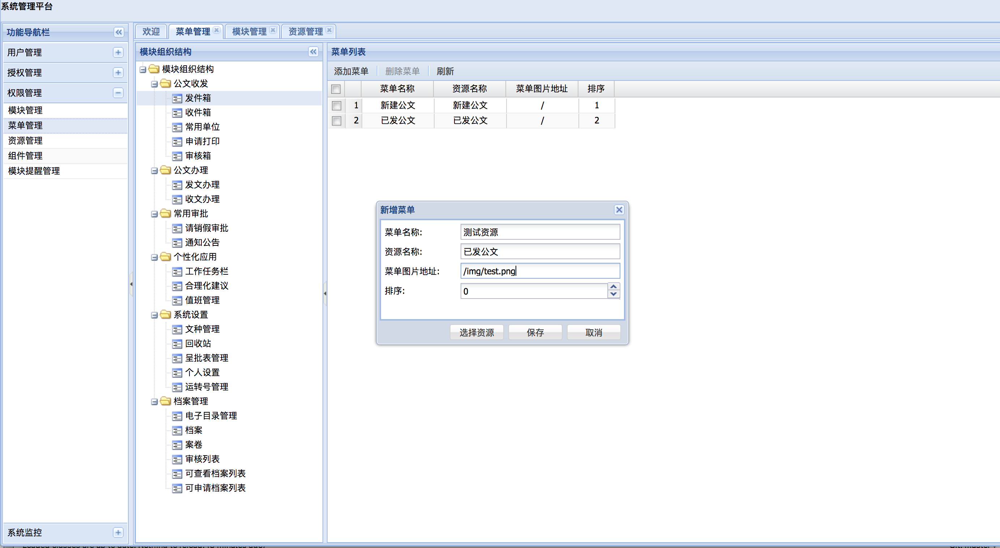 系统管理平台
功能导航栏
用户管理
授权管理
权限管理
模块管理
菜单管理
资源管理
组件管理
模块提醒管理
系统监控
欢迎 菜单管理 模块管理 资源管理
模块组织结构
模块组织结构
公文收发
发件箱
收件箱
常用单位
申请打印
审核箱
公文办理
发文办理
收文办理
常用审批
请销假审批
通知公告
个性化应用
工作任务栏
合理化建议
值班管理
系统设置
文种管理
回收站
呈批表管理
个人设置
运转号管理
档案管理
电子目录管理
档案
案卷
审核列表
可查看档案列表
可申请档案列表
菜单列表
添加菜单 删除菜单 刷新
菜单名称 资源名称 菜单图片地址 排序
1 新建公文 新建公文 / 1
2 已发公文 已发公文 / 2
新增菜单
菜单名称: 测试资源
资源名称: 已发公文
菜单图片地址: /img/test.png
排序: 0
选择资源 保存 取消